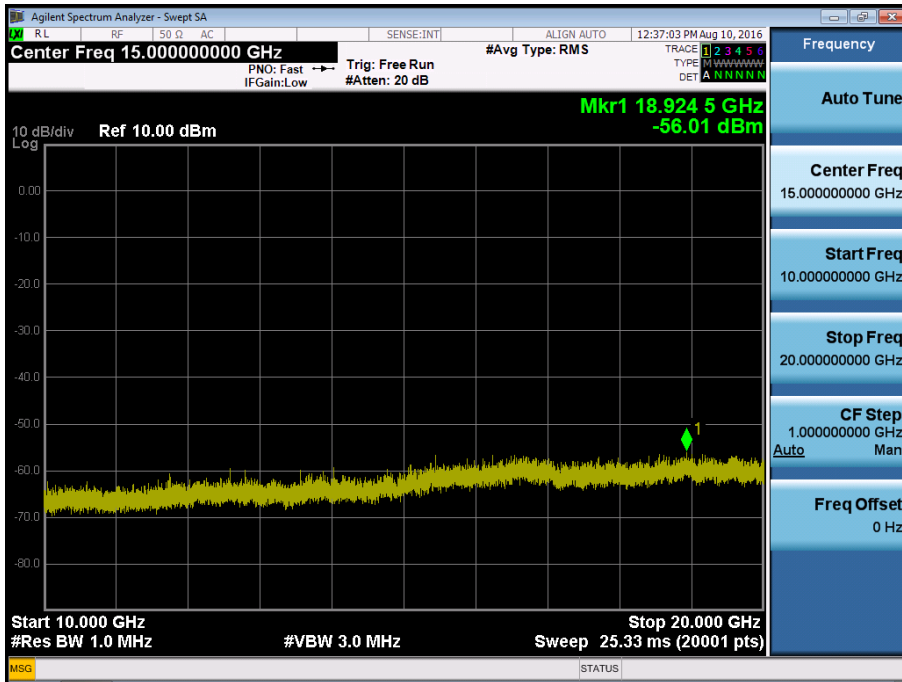 Agilent Spectrum Analyzer - Swept SA
LXI RL RF 50 Ω AC SENSE:INT ALIGN AUTO 12:37:03 PM Aug 10, 2016
Center Freq 15.000000000 GHz #Avg Type: RMS TRACE 1 2 3 4 5 6
PNO: Fast Trig: Free Run TYPE M WWWWW
IFGain:Low #Atten: 20 dB DET A N N N N N
Mkr1 18.924 5 GHz
10 dB/div Ref 10.00 dBm -56.01 dBm
Log
0.00
-10.0
-20.0
-30.0
-40.0
-50.0
1
-60.0
-70.0
-80.0
Start 10.000 GHz Stop 20.000 GHz
#Res BW 1.0 MHz #VBW 3.0 MHz Sweep 25.33 ms (20001 pts)
MSG STATUS
Frequency
Auto Tune
Center Freq
15.000000000 GHz
Start Freq
10.000000000 GHz
Stop Freq
20.000000000 GHz
CF Step
1.000000000 GHz
Auto Man
Freq Offset
0 Hz